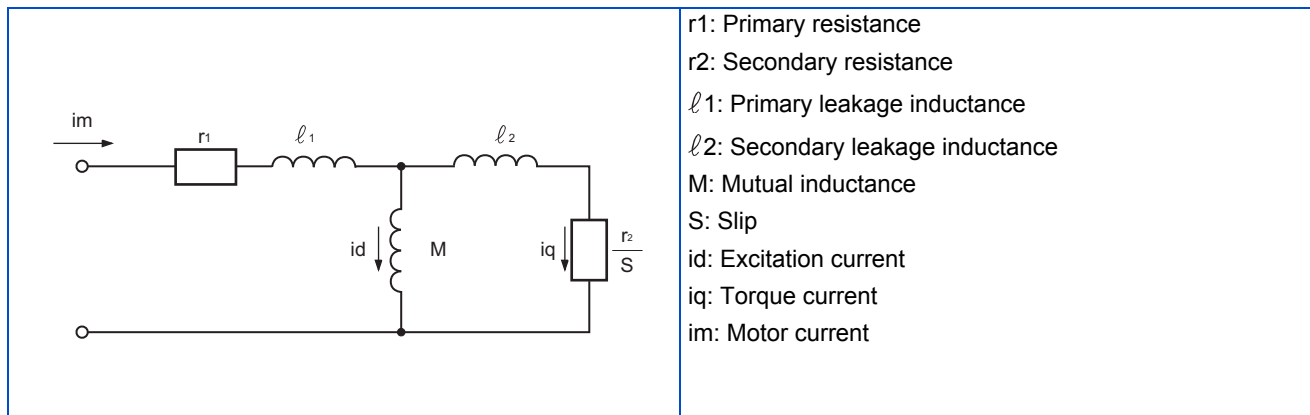 im
r1
ℓ1
ℓ2
id
M
iq
r2
S
r1: Primary resistance
r2: Secondary resistance
ℓ1: Primary leakage inductance
ℓ2: Secondary leakage inductance
M: Mutual inductance
S: Slip
id: Excitation current
iq: Torque current
im: Motor current